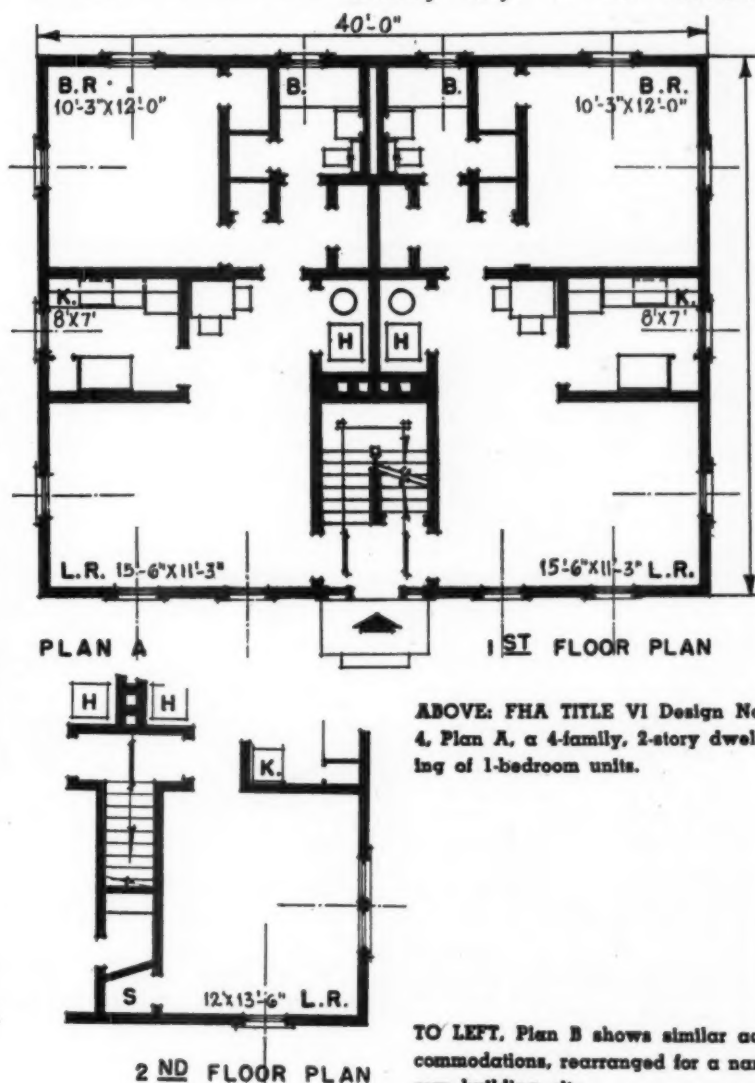 40'-0"
B.R. B. B. B.R.
10'-3"X12'-0" 10'-3"X12'-0"
K. K.
8'X7' 8'X7'
H H
L.R. 15'-6"X11'-3" 15'-6"X11'-3" L.R.
PLAN A 1ST FLOOR PLAN
H H
K.
S 12'X13'-6" L.R.
2ND FLOOR PLAN
ABOVE: FHA TITLE VI Design No
4, Plan A, a 4-family, 2-story dwel
ing of 1-bedroom units.
TO LEFT. Plan B shows similar ac
commodations, rearranged for a nar